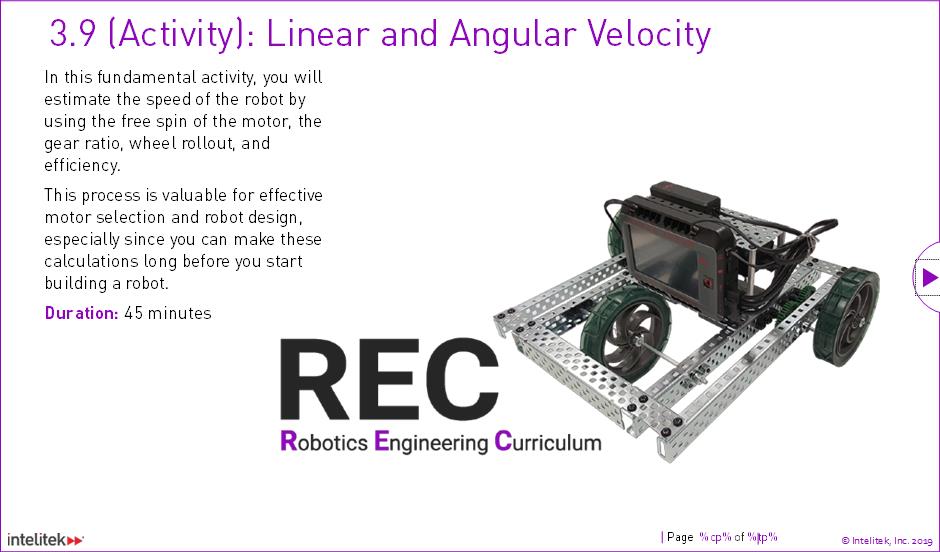 3.9 (Activity): Linear and Angular Velocity
In this fundamental activity, you will
estimate the speed of the robot by
using the free spin of the motor, the
gear ratio, wheel rollout, and
efficiency.
This process is valuable for effective
motor selection and robot design,
especially since you can make these
calculations long before you start
building a robot.
Duration: 45 minutes
REC
Robotics Engineering Curriculum
intelitek
| Page %cp% of %tp%
© Intelitek, Inc. 2019